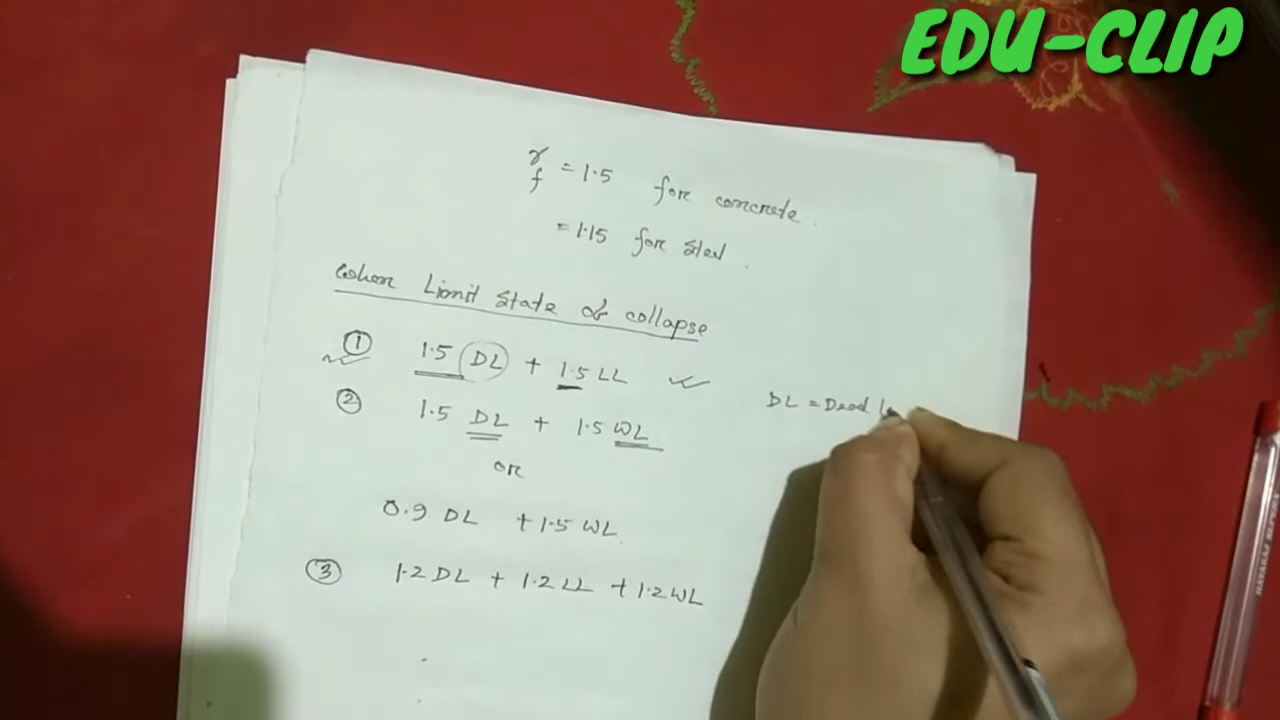 EDU-CLIP
γf = 1.5 for concrete.
= 1.15 for steel.
When Limit State of collapse
① 1.5 DL + 1.5 LL
② 1.5 DL + 1.5 WL
or
0.9 DL + 1.5 WL.
③ 1.2 DL + 1.2 LL + 1.2 WL
DL = Dead